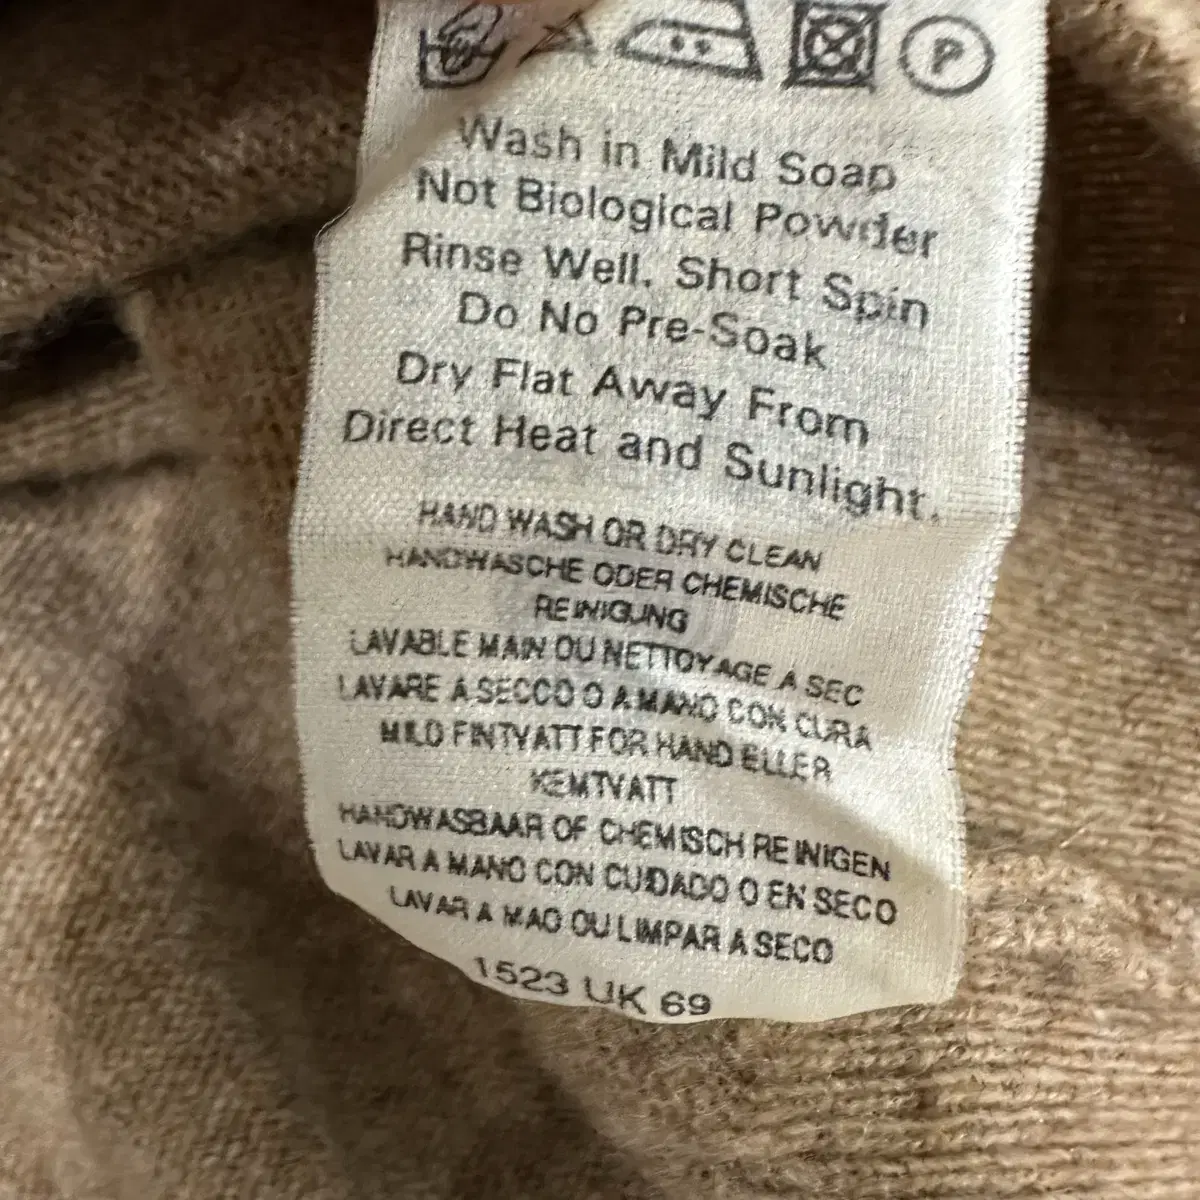 P
Wash in Mild Soap
Not Biological Powder
Rinse Well. Short Spin
Do No Pre-Soak
Dry Flat Away From
Direct Heat and Sunlight.
HAND WASH OR DRY CLEAN
HANDWASCHE ODER CHEMISCHE
REINIGUNG
LAVABLE MAIN OU NETTOYAGE A SEC
LAVARE A SECCO O A MANO CON CURA
MILD FINTVATT FOR HAND ELLER
KEMTVATT
HANDWASBAAR OF CHEMISCH REINIGEN
LAVAR A MANO CON CUIDADO O EN SECO
LAVAR A MAO OU LIMPAR A SECO
1523 UK 69